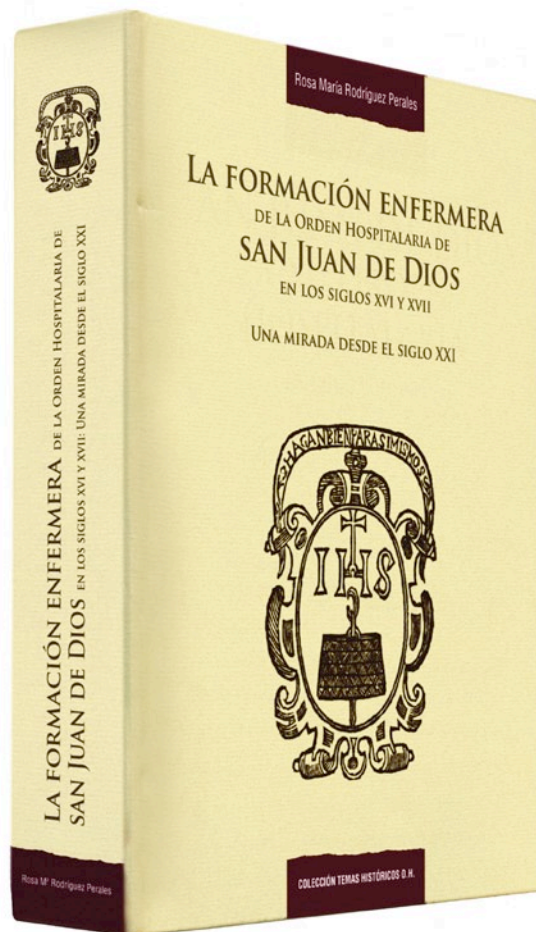 Rosa María Rodríguez Perales
LA FORMACIÓN ENFERMERA
DE LA ORDEN HOSPITALARIA DE
SAN JUAN DE DIOS
EN LOS SIGLOS XVI Y XVII
UNA MIRADA DESDE EL SIGLO XXI
HAGAN BIEN PARA SI MISMOS
IHS
COLECCIÓN TEMAS HISTÓRICOS O.H.
IHS
LA FORMACIÓN ENFERMERA DE LA ORDEN HOSPITALARIA DE
SAN JUAN DE DIOS EN LOS SIGLOS XVI Y XVII: UNA MIRADA DESDE EL SIGLO XXI
Rosa Mª Rodríguez Perales